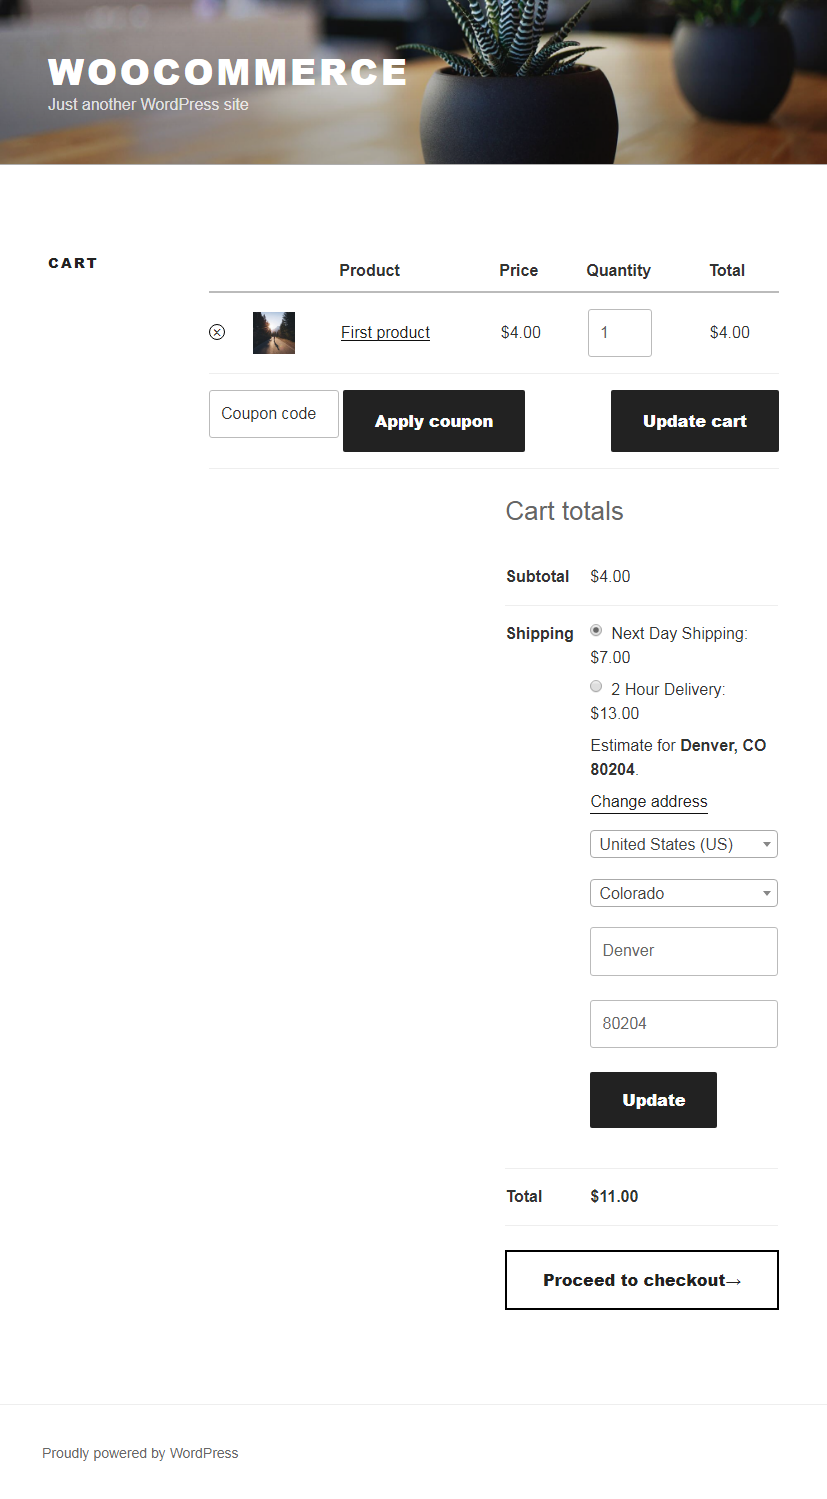 WOOCOMMERCE
Just another WordPress site
CART
Product Price Quantity Total
First product $4.00 1 $4.00
Coupon code Apply coupon Update cart
Cart totals
Subtotal $4.00
Shipping Next Day Shipping:
$7.00
2 Hour Delivery:
$13.00
Estimate for Denver, CO
80204.
Change address
United States (US)
Colorado
Denver
80204
Update
Total $11.00
Proceed to checkout→
Proudly powered by WordPress